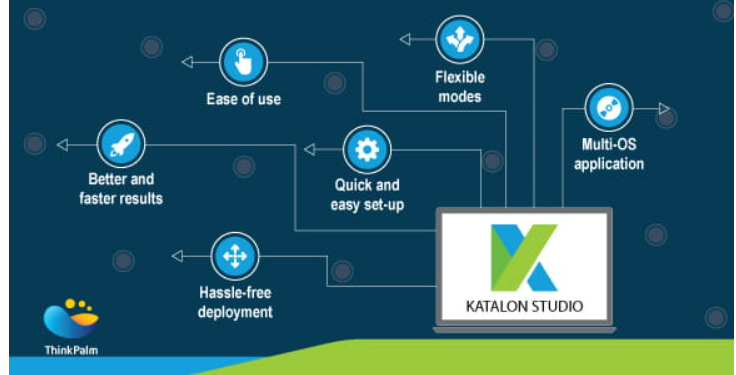 Ease of use
Flexible
modes
Multi-OS
application
Better and
faster results
Quick and
easy set-up
Hassle-free
deployment
KATALON STUDIO
ThinkPalm